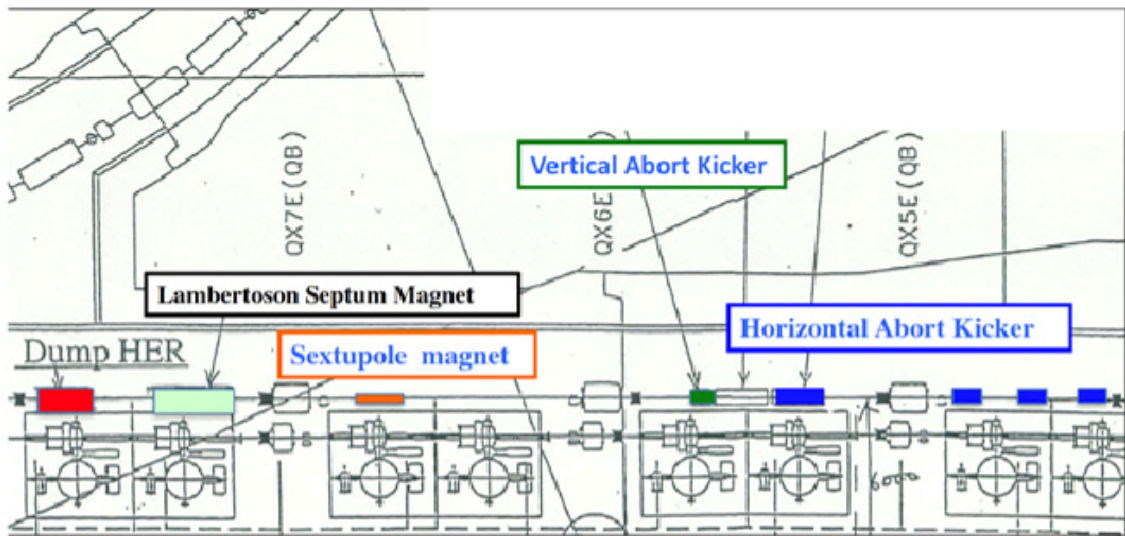 QX7E(QB)
QX6E
QX5E(QB)
Vertical Abort Kicker
Lambertoson Septum Magnet
Horizontal Abort Kicker
Sextupole magnet
Dump HER
6000